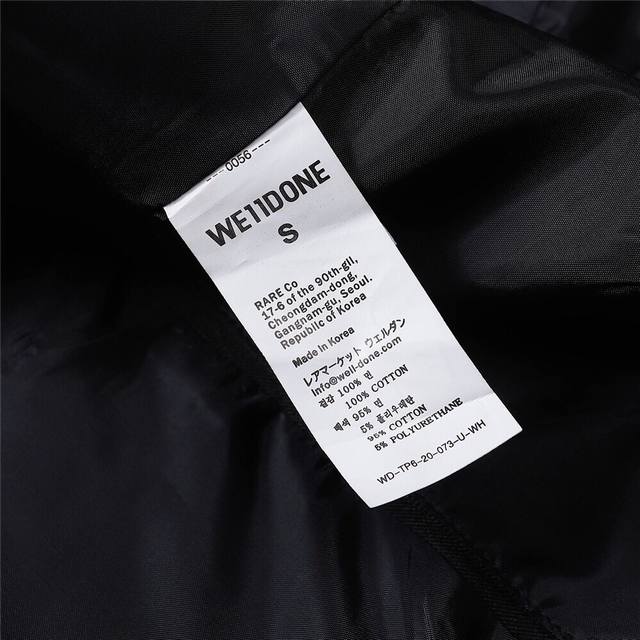 ---0056---
WE11DONE
S
RARE Co
17-5 of the 90th-gil,
Cheongdam-dong,
Gangnam-gu, Seoul.
Republic of Korea
Made in Korea
レアマーケット ウェルダン
Info@well-done.com
겉감 100% 면
100% COTTON
배색 95% 면
5% 폴리우레탄
95% COTTON
5% POLYURETHANE
WD-TP6-20-073-U-WH